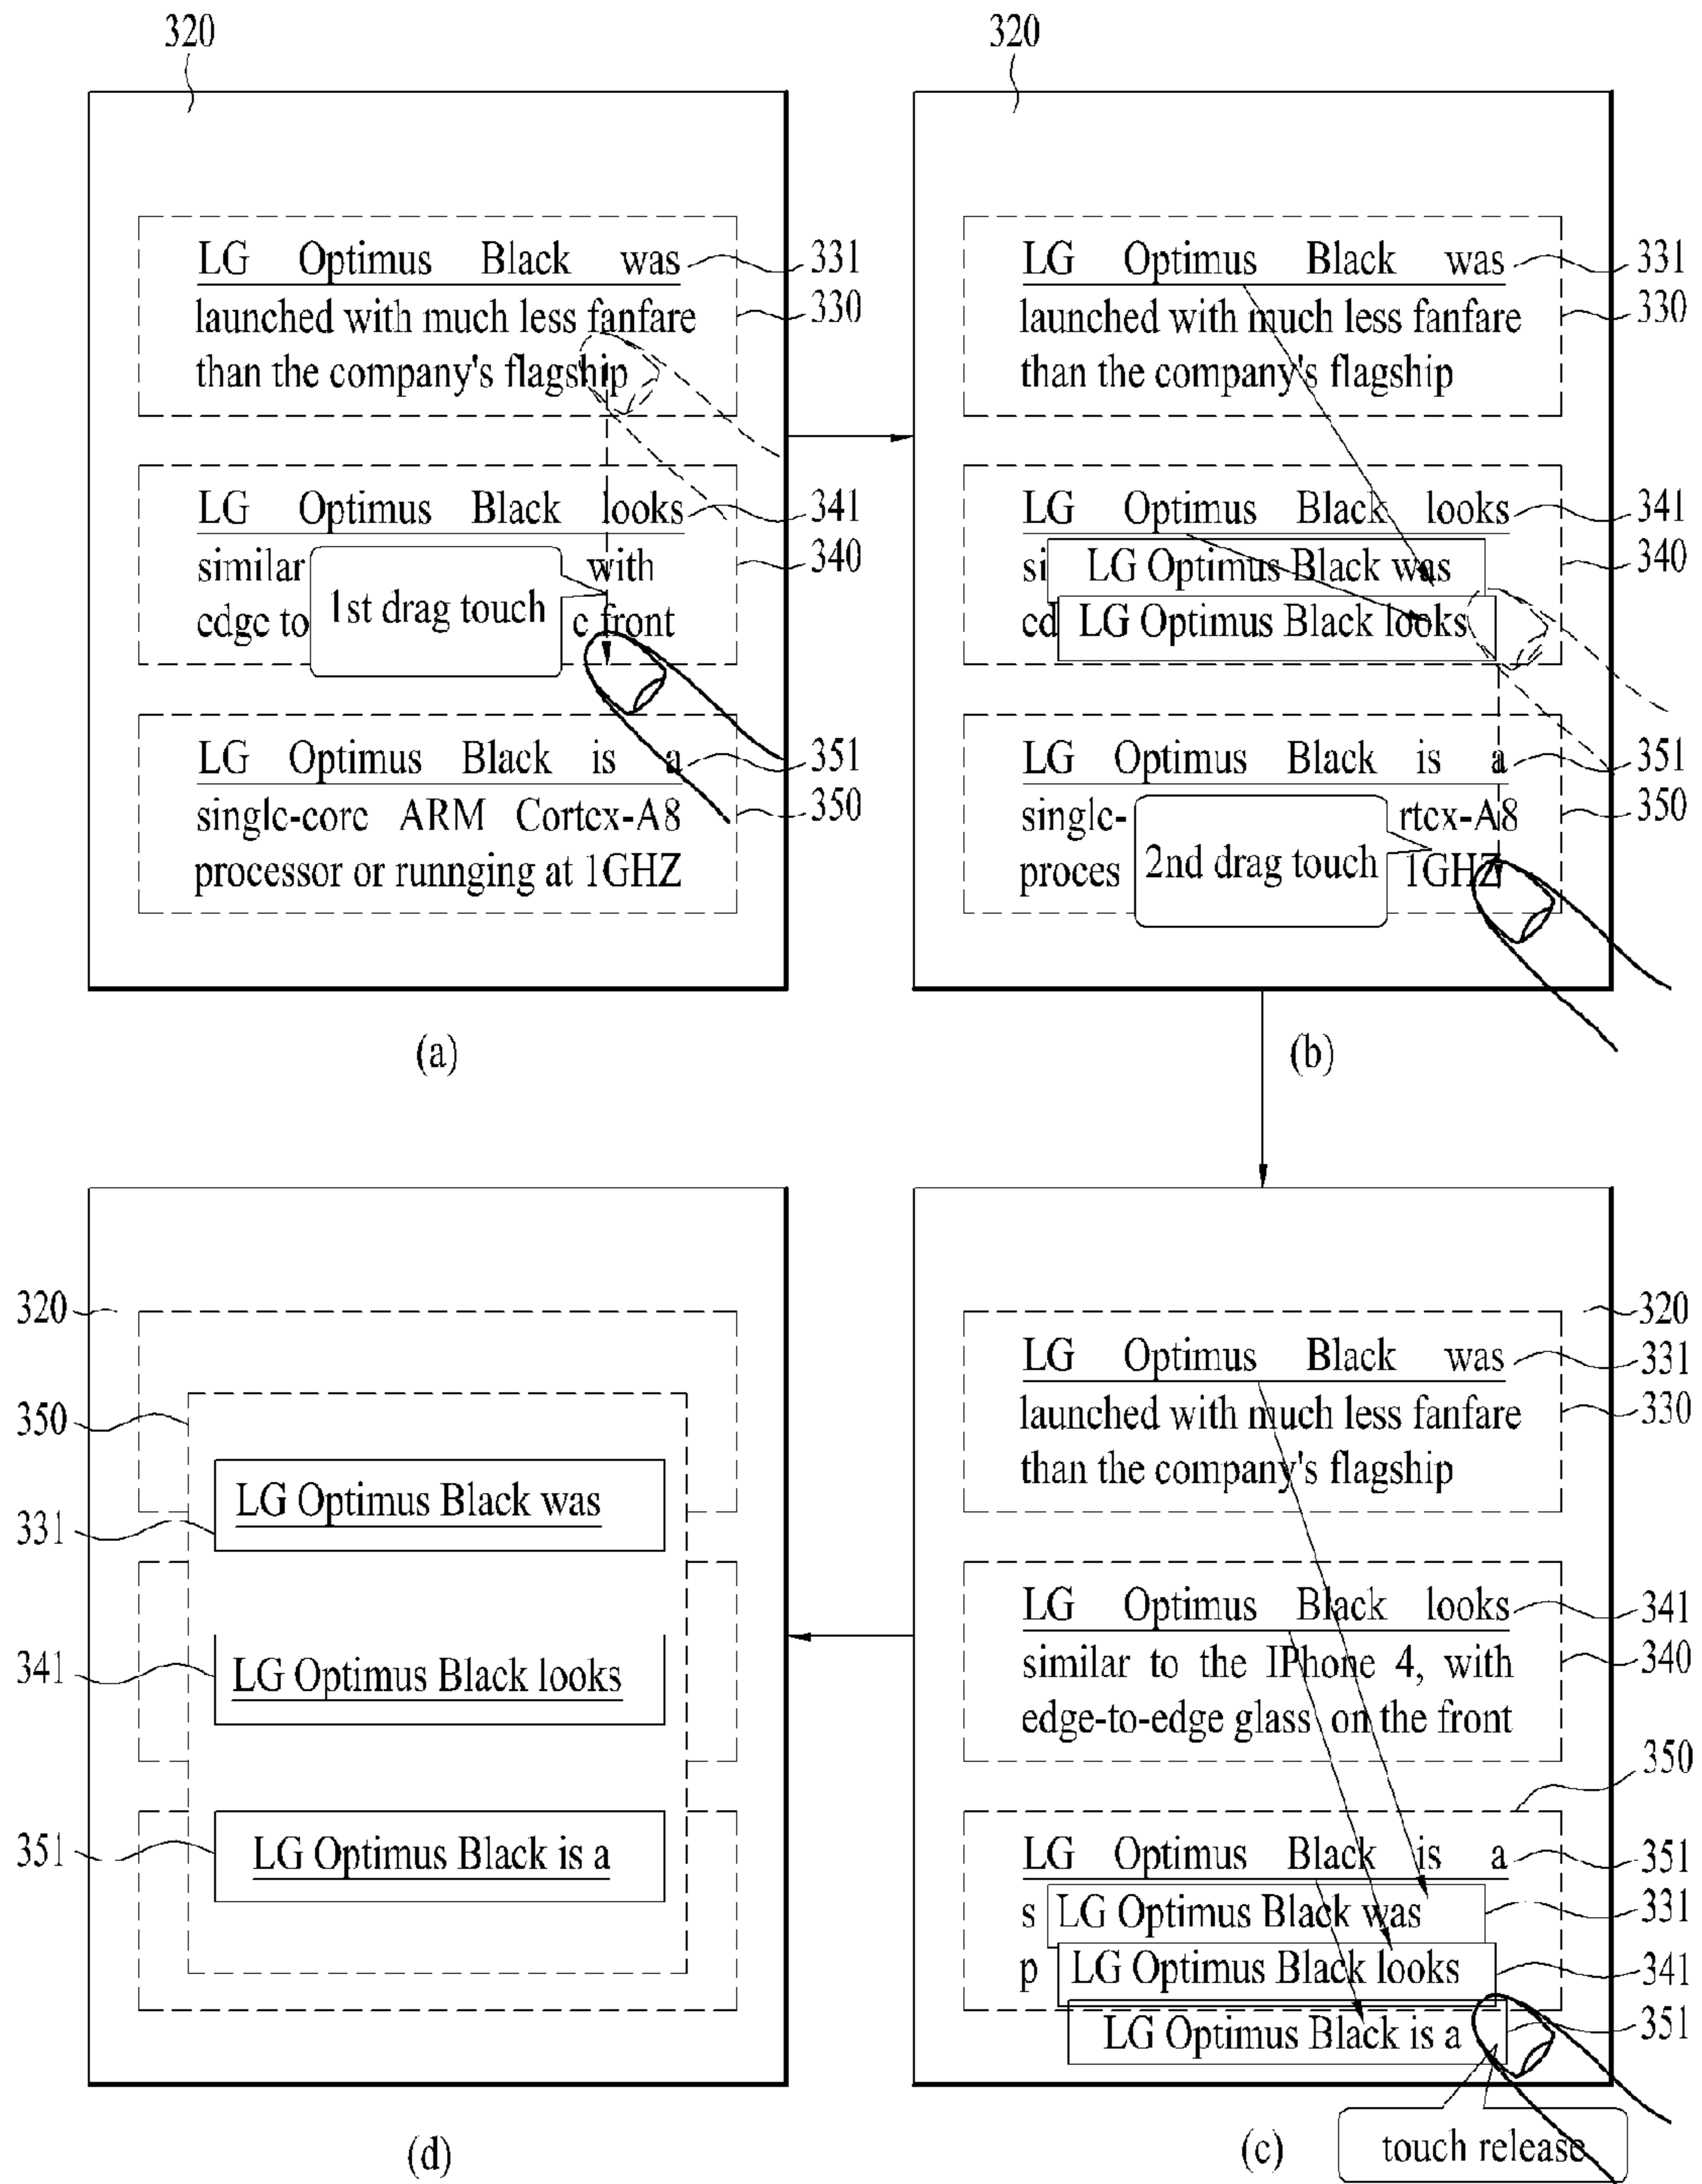 320
LG Optimus Black was
331
launched with much less fanfare
330
than the company's flagship
LG Optimus Black looks
341
similar with
340
1st drag touch
edge to e front
LG Optimus Black is a
351
single-core ARM Cortex-A8
350
processor or runnging at 1GHZ
(a)
320
LG Optimus Black was
331
launched with much less fanfare
330
than the company's flagship
LG Optimus Black looks
341
si
LG Optimus Black was
340
ed
LG Optimus Black looks
LG Optimus Black is a
351
single- rtex-A8
350
2nd drag touch
proces 1GHZ
(b)
320
350
LG Optimus Black was
331
LG Optimus Black looks
341
LG Optimus Black is a
351
(d)
320
LG Optimus Black was
331
launched with much less fanfare
330
than the company's flagship
LG Optimus Black looks
341
similar to the IPhone 4, with
340
edge-to-edge glass on the front
350
LG Optimus Black is a
351
s
LG Optimus Black was
331
p
LG Optimus Black looks
341
LG Optimus Black is a
351
touch release
(c)